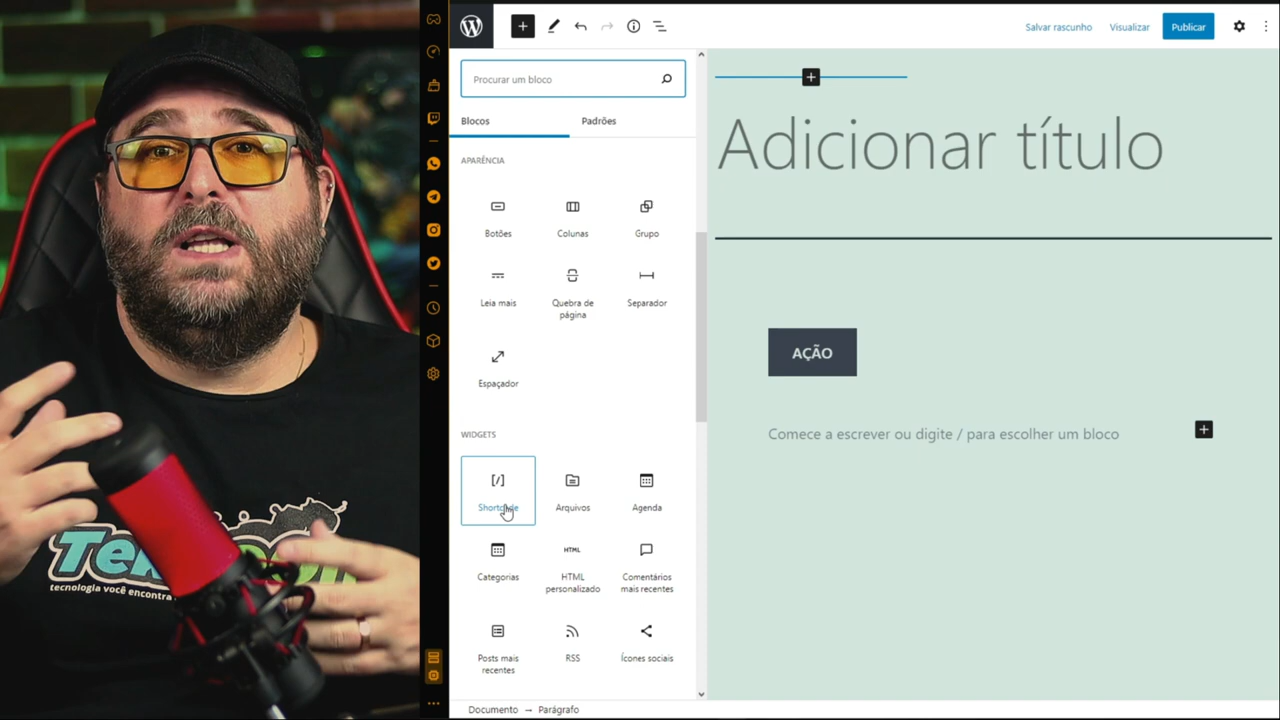 Salvar rascunho
Visualizar
Publicar
Procurar um bloco
Blocos
Padrões
APARÊNCIA
Botões
Colunas
Grupo
Leia mais
Quebra de
página
Separador
Espaçador
WIDGETS
Arquivos
Agenda
Categorias
HTML
HTML
personalizado
Comentários
mais recentes
Posts mais
recentes
RSS
Ícones sociais
Documento → Parágrafo
Adicionar título
AÇÃO
Comece a escrever ou digite / para escolher um bloco
tecnologia você encontra